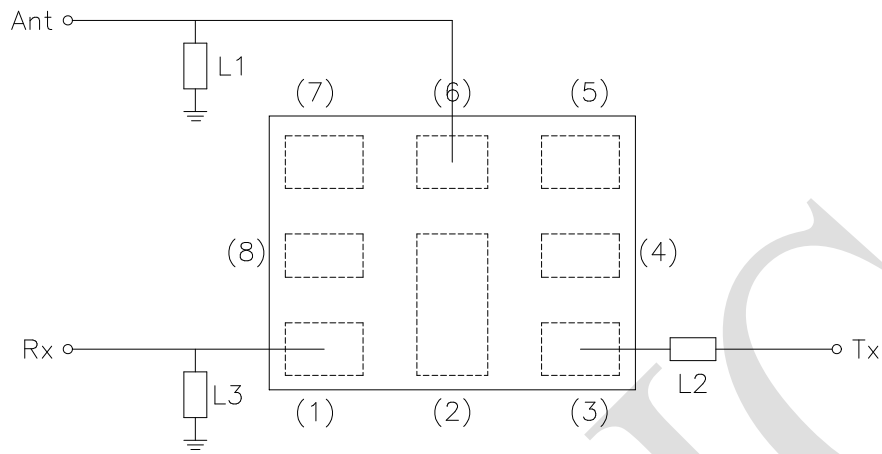 Ant
L1
(7) (6) (5)
(8) (4)
Rx Tx
L3 L2
(1) (2) (3)